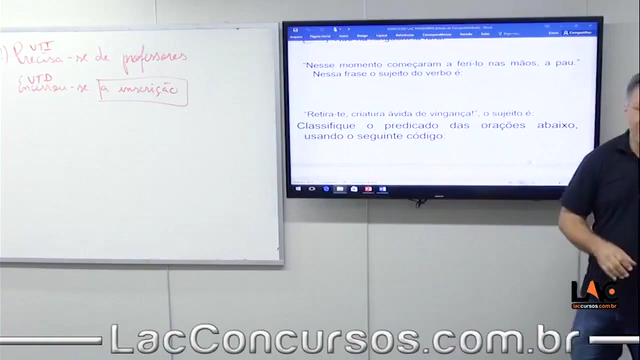 VTI
Precisa-se de professores
VTD
Encerrou-se a inscrição
"Nesse momento começaram a feri-lo nas mãos, a pau."
Nessa frase o sujeito do verbo é:
"Retira-te, criatura ávida de vingança!", o sujeito é:
Classifique o predicado das orações abaixo,
usando o seguinte código:
LAC
laccursos.com.br
LacConcursos.com.br